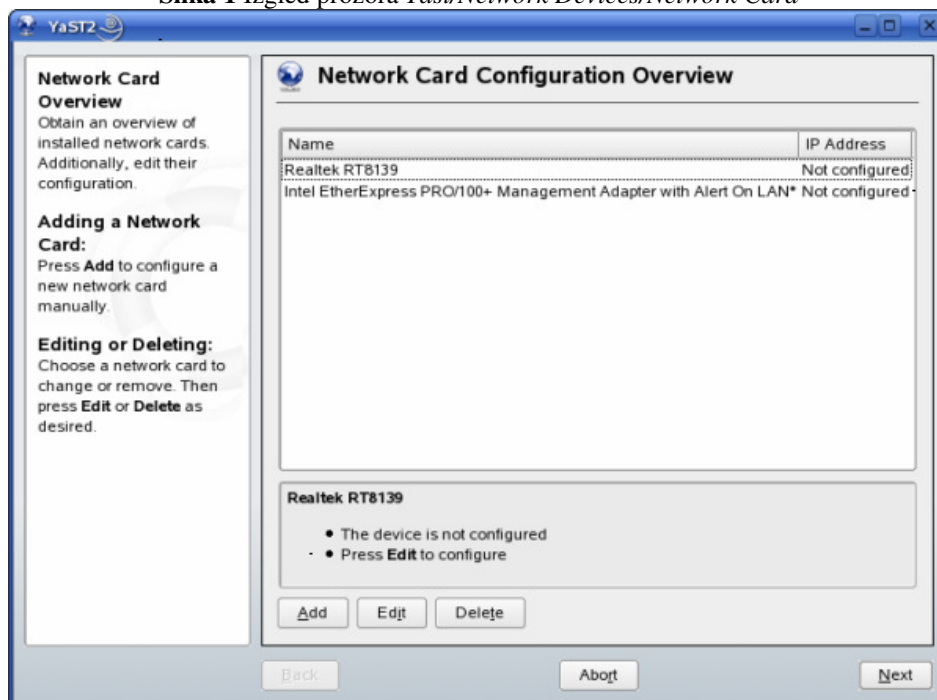 Slika 1 Izgled prozora Yast/Network Devices/Network Card
YaST2
Network Card
Overview
Obtain an overview of
installed network cards.
Additionally, edit their
configuration.
Adding a Network
Card:
Press Add to configure a
new network card
manually.
Editing or Deleting:
Choose a network card to
change or remove. Then
press Edit or Delete as
desired.
Network Card Configuration Overview
Name IP Address
Realtek RT8139 Not configured
Intel EtherExpress PRO/100+ Management Adapter with Alert On LAN* Not configured
Realtek RT8139
• The device is not configured
• Press Edit to configure
Add Edit Delete
Back Abort Next